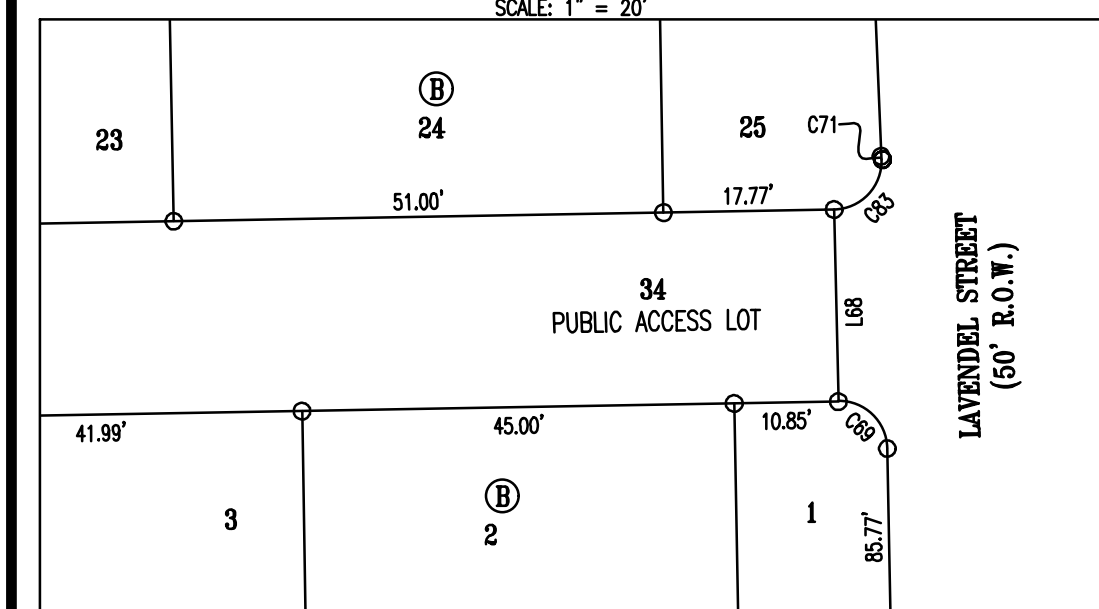 SCALE: 1" = 20'
B
23
24
25
C71
51.00'
17.77'
C83
34
PUBLIC ACCESS LOT
L68
LAVENDEL STREET
(50' R.O.W.)
41.99'
45.00'
10.85'
C69
B
3
2
1
85.77'